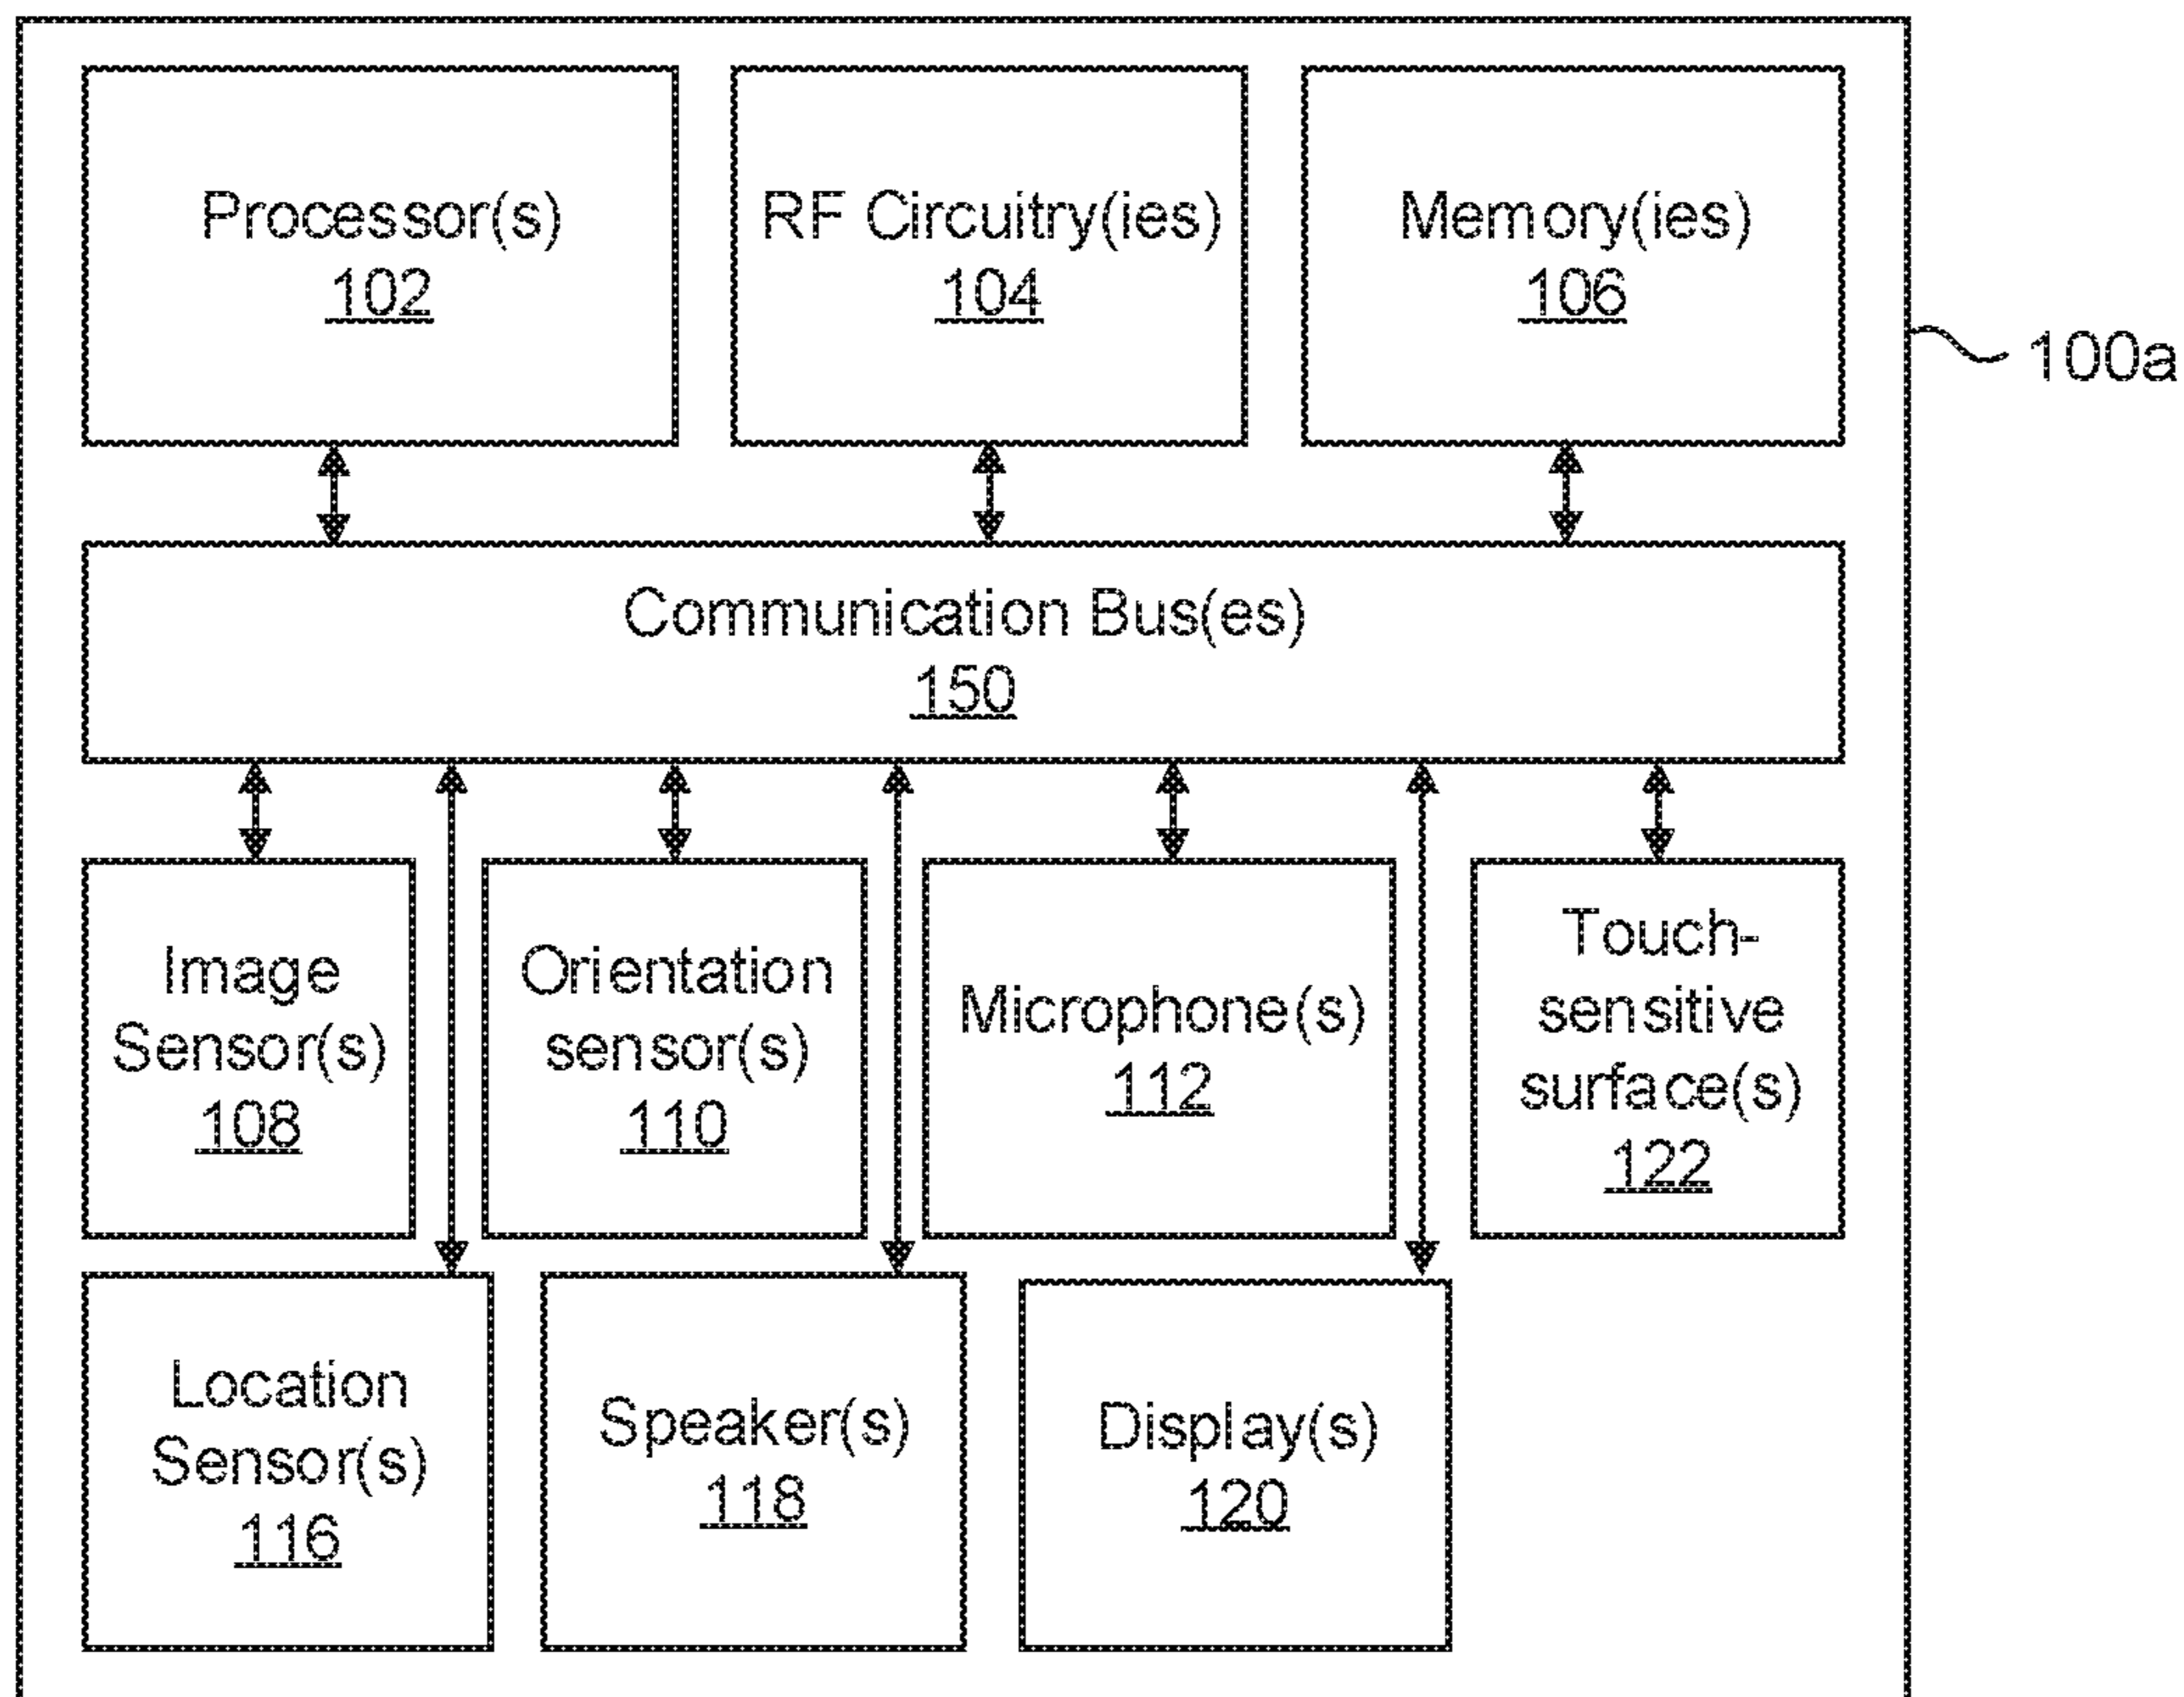 Processor(s)
102
RF Circuitry(ies)
104
Memory(ies)
106
100a
Communication Bus(es)
150
Image
Sensor(s)
108
Orientation
sensor(s)
110
Microphone(s)
112
Touch-
sensitive
surface(s)
122
Location
Sensor(s)
116
Speaker(s)
118
Display(s)
120